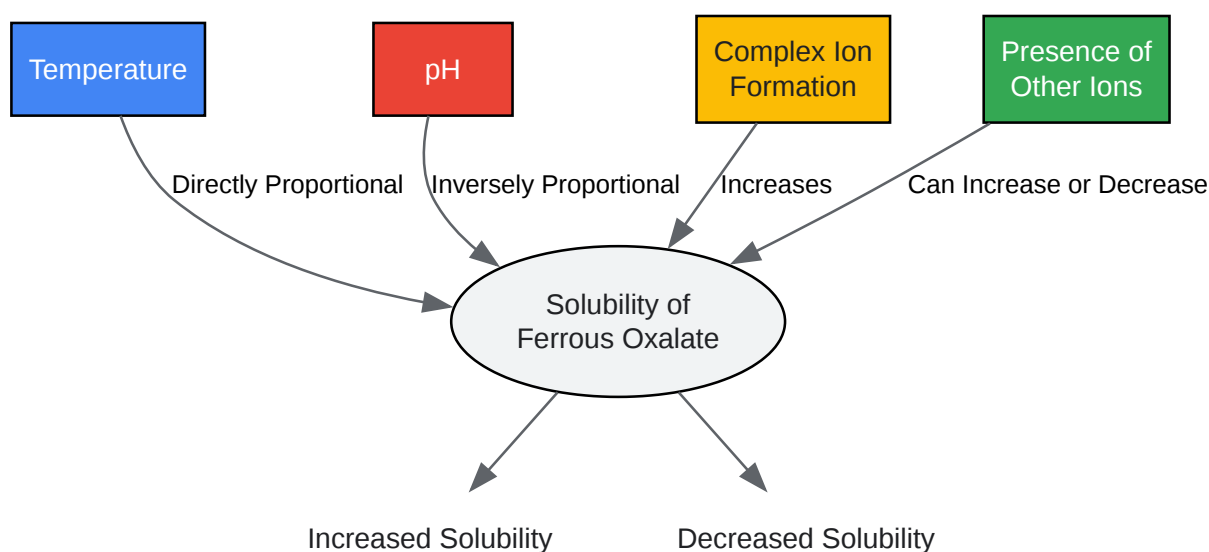 Temperature
pH
Complex Ion
Formation
Presence of
Other Ions
Directly Proportional
Inversely Proportional
Increases
Can Increase or Decrease
Solubility of
Ferrous Oxalate
Increased Solubility
Decreased Solubility